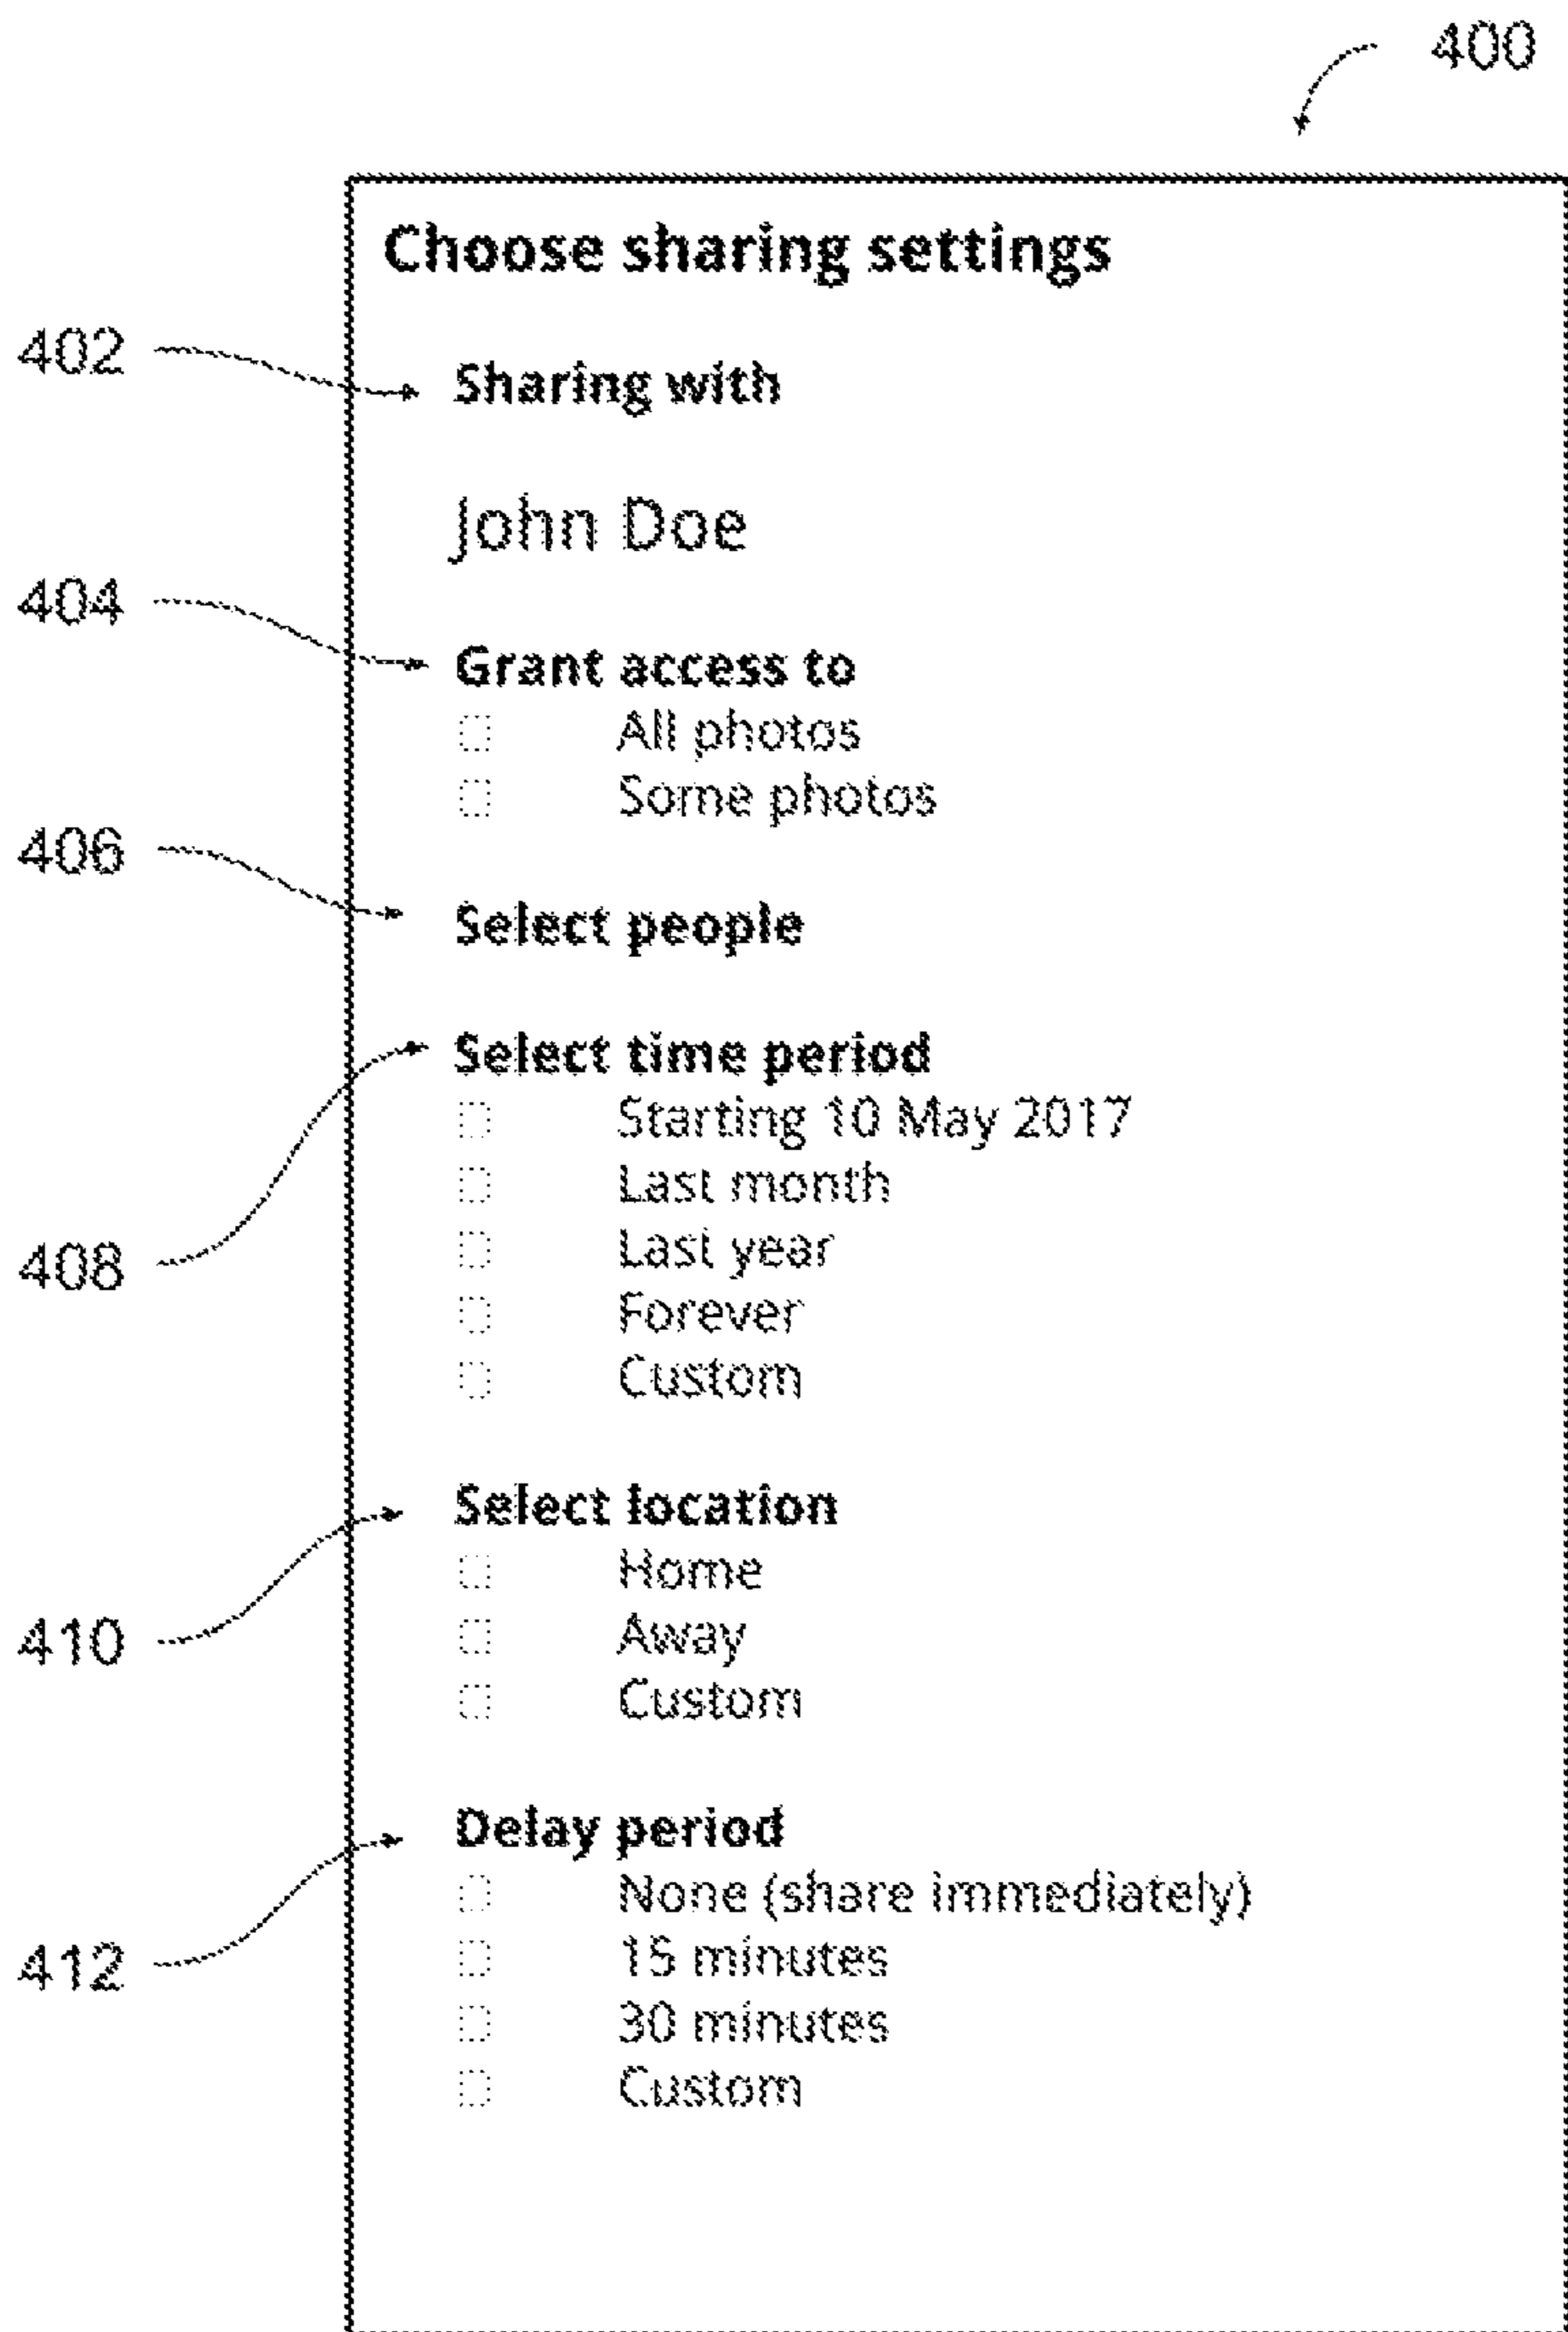 400
Choose sharing settings
402
Sharing with
John Doe
404
Grant access to
All photos
Some photos
406
Select people
Select time period
Starting 10 May 2017
Last month
Last year
408
Forever
Custom
Select location
Home
410
Away
Custom
Delay period
None (share immediately)
412
15 minutes
30 minutes
Custom